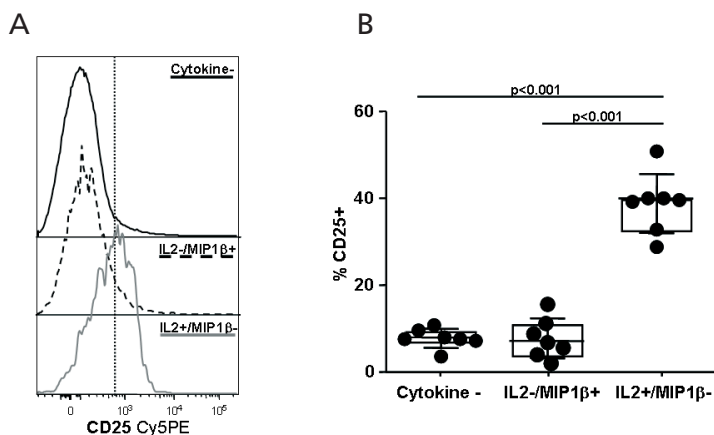 A
Cytokine-
IL2-/MIP1β+
IL2+/MIP1β-
0 10³ 10⁴ 10⁵
CD25 Cy5PE
B
p<0.001
p<0.001
60
40
20
0
% CD25+
Cytokine - IL2-/MIP1β+ IL2+/MIP1β-